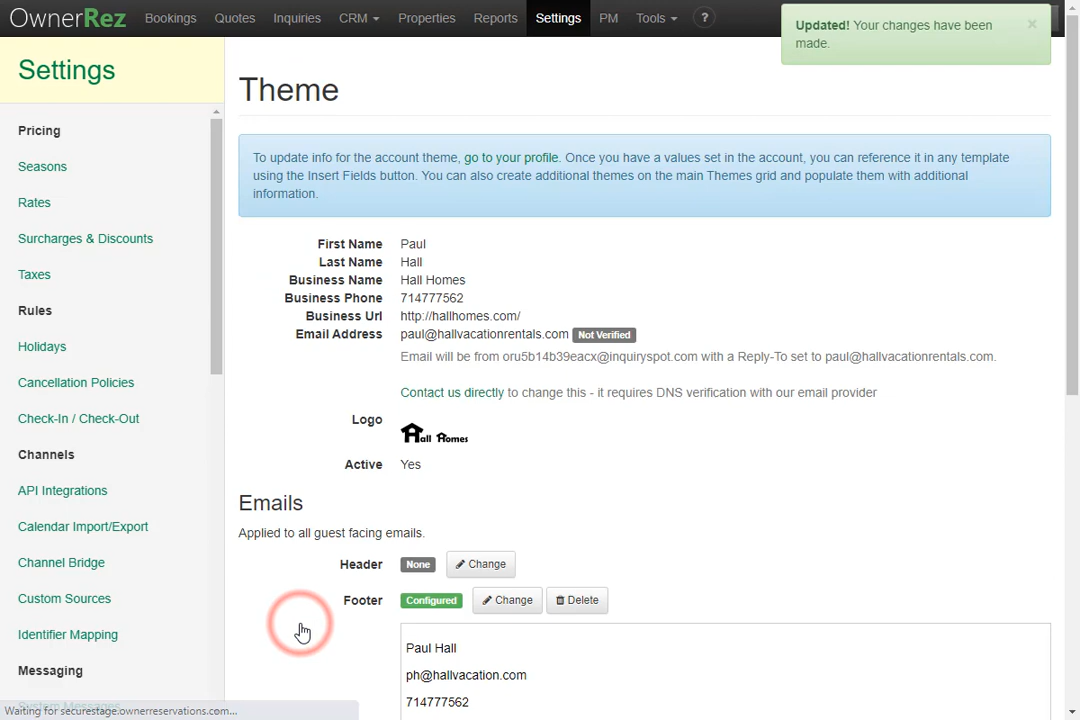 OwnerRez Bookings Quotes Inquiries CRM Properties Reports Settings PM Tools ?
Updated! Your changes have been made. ×
Settings
Pricing
Seasons
Rates
Surcharges & Discounts
Taxes
Rules
Holidays
Cancellation Policies
Check-In / Check-Out
Channels
API Integrations
Calendar Import/Export
Channel Bridge
Custom Sources
Identifier Mapping
Messaging
System Messages
Waiting for securestage.ownerreservations.com...
Theme
To update info for the account theme, go to your profile. Once you have a values set in the account, you can reference it in any template
using the Insert Fields button. You can also create additional themes on the main Themes grid and populate them with additional
information.
First Name Paul
Last Name Hall
Business Name Hall Homes
Business Phone 714777562
Business Url http://hallhomes.com/
Email Address paul@hallvacationrentals.com Not Verified
Email will be from oru5b14b39eacx@inquiryspot.com with a Reply-To set to paul@hallvacationrentals.com.
Contact us directly to change this - it requires DNS verification with our email provider
Logo Hall Homes
Active Yes
Emails
Applied to all guest facing emails.
Header None Change
Footer Configured Change Delete
Paul Hall
ph@hallvacation.com
714777562